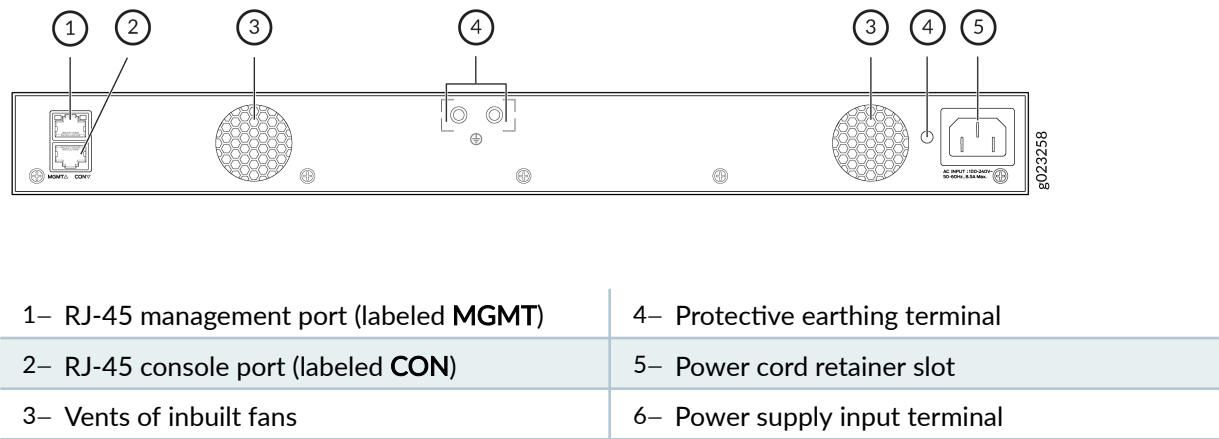 1 2 3 4 3 4 5
MGMT△ CON▽
AC INPUT :100-240V~
50-60Hz, 8.5A Max.
g023258
1– RJ-45 management port (labeled MGMT)
4– Protective earthing terminal
2– RJ-45 console port (labeled CON)
5– Power cord retainer slot
3– Vents of inbuilt fans
6– Power supply input terminal